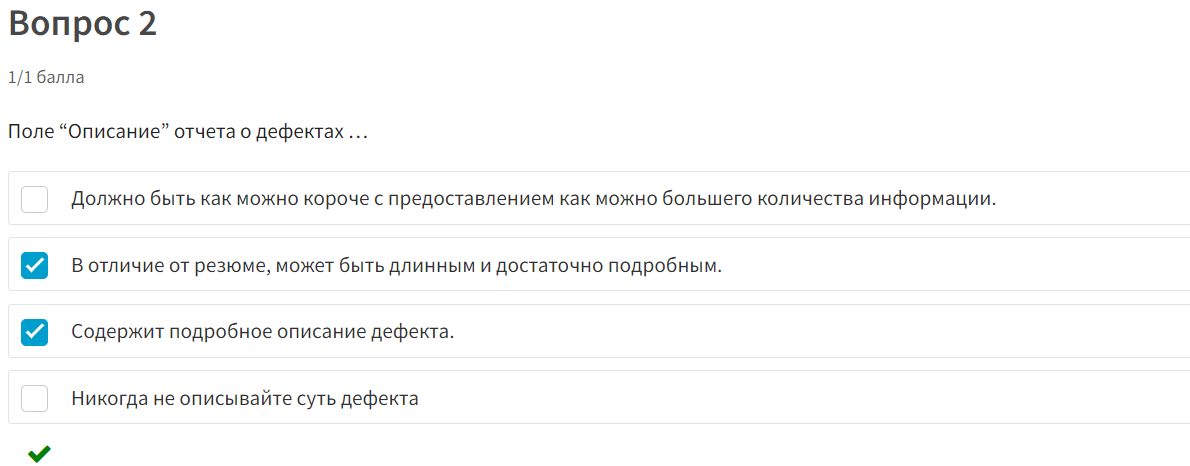 Вопрос 2
1/1 балла
Поле “Описание” отчета о дефектах …
Должно быть как можно короче с предоставлением как можно большего количества информации.
В отличие от резюме, может быть длинным и достаточно подробным.
Содержит подробное описание дефекта.
Никогда не описывайте суть дефекта